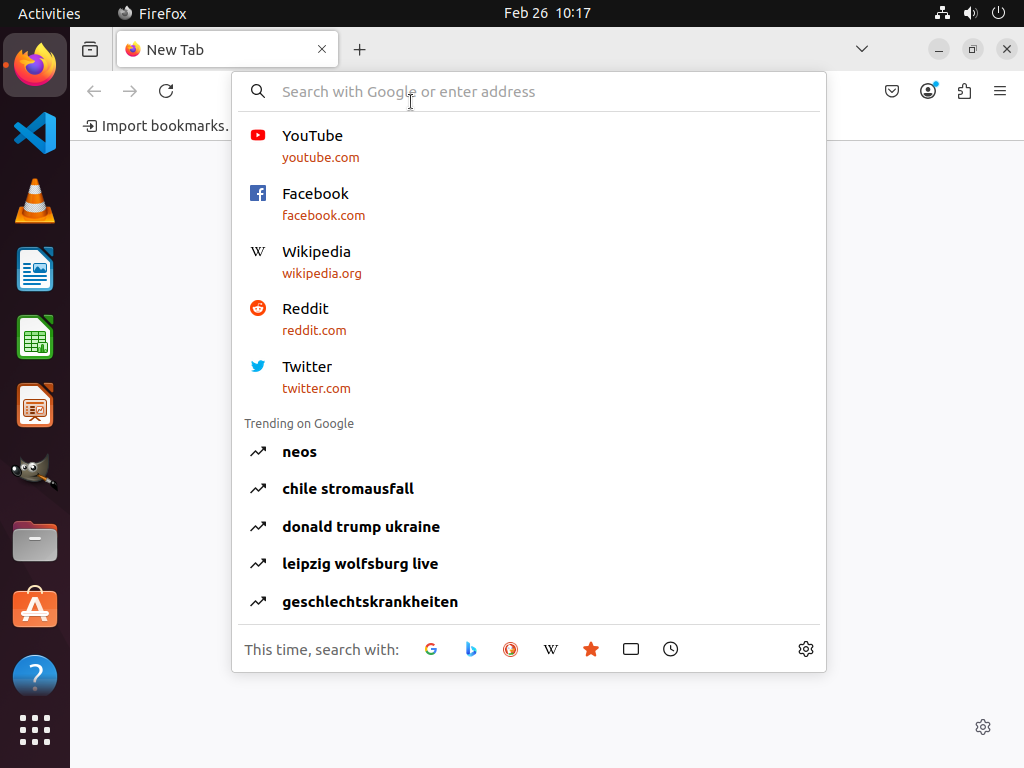 Activities Firefox Feb 26 10:17
New Tab
Search with Google or enter address
Import bookmarks.
YouTube
youtube.com
Facebook
facebook.com
W Wikipedia
wikipedia.org
Reddit
reddit.com
Twitter
twitter.com
Trending on Google
neos
chile stromausfall
donald trump ukraine
leipzig wolfsburg live
geschlechtskrankheiten
This time, search with: G b W
?